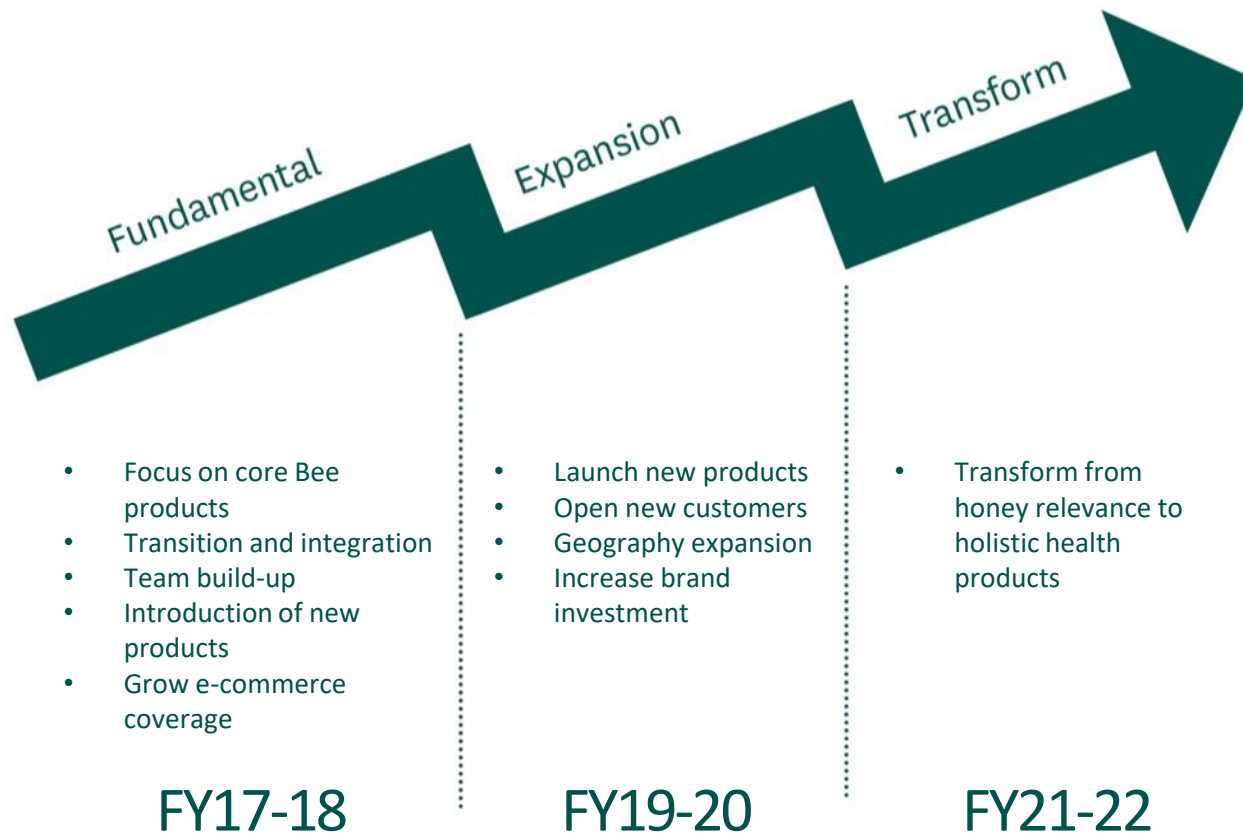 Fundamental
Expansion
Transform
• Focus on core Bee
products
• Transition and integration
• Team build-up
• Introduction of new
products
• Grow e-commerce
coverage
• Launch new products
• Open new customers
• Geography expansion
• Increase brand
investment
• Transform from
honey relevance to
holistic health
products
FY17-18
FY19-20
FY21-22